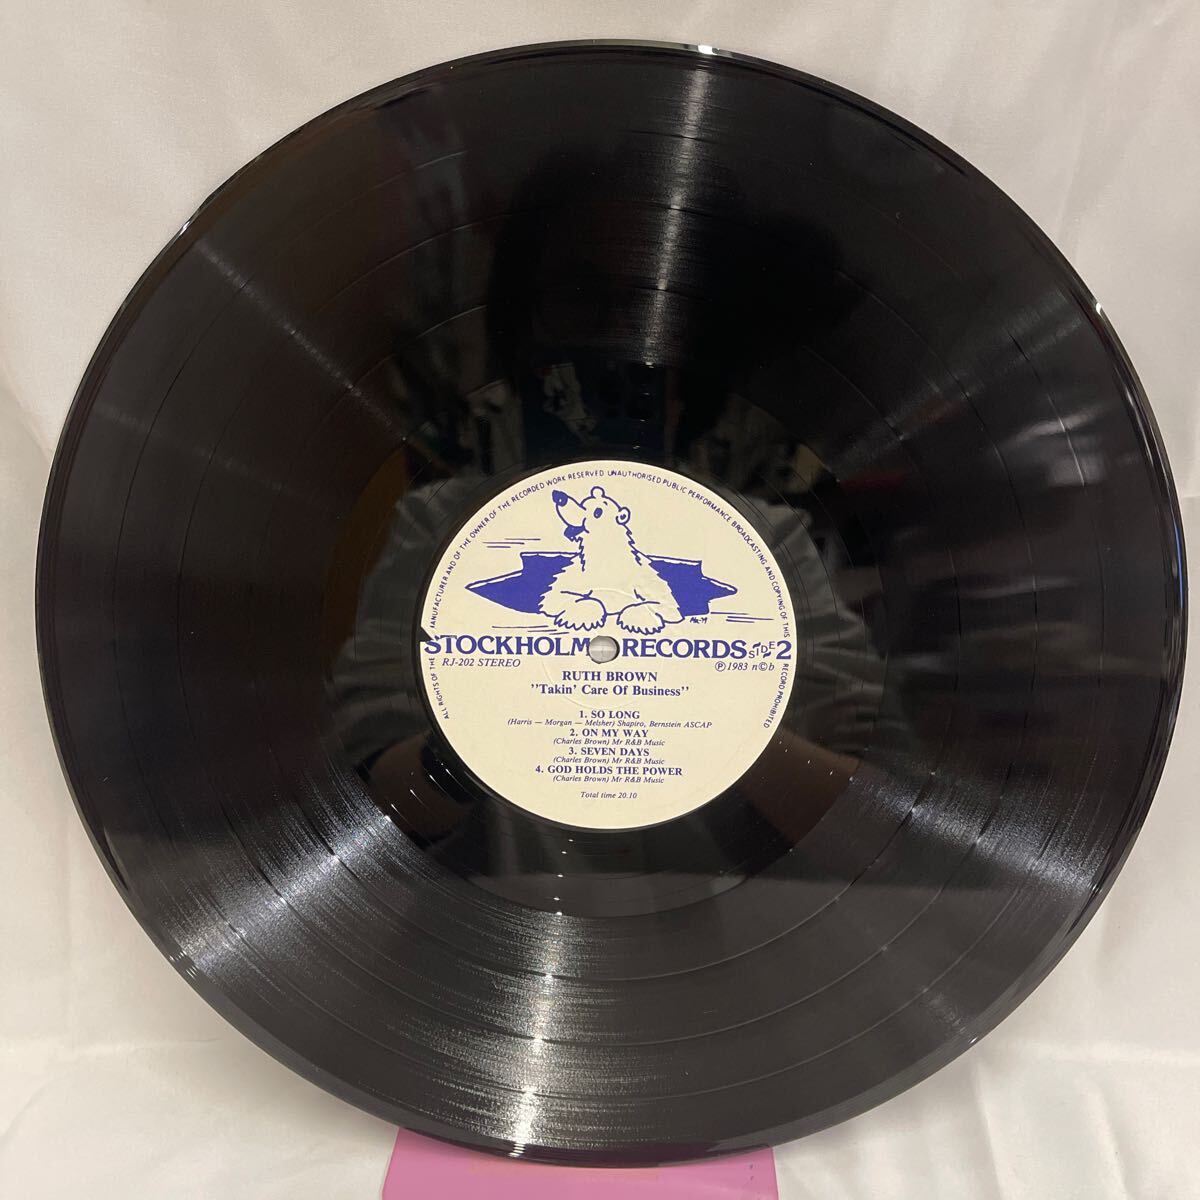 ALL RIGHTS OF THE MANUFACTURER AND OF THE OWNER OF THE RECORDED WORK RESERVED UNAUTHORISED PUBLIC PERFORMANCE BROADCASTING AND COPYING OF THIS RECORD PROHIBITED
STOCKHOLM RECORDS SIDE 2
RJ-202 STEREO ℗ 1983 n©b
RUTH BROWN
''Takin' Care Of Business''
1. SO LONG
(Harris — Morgan — Melsher) Shapiro, Bernstein ASCAP
2. ON MY WAY
(Charles Brown) Mr R&B Music
3. SEVEN DAYS
(Charles Brown) Mr R&B Music
4. GOD HOLDS THE POWER
(Charles Brown) Mr R&B Music
Total time 20.10